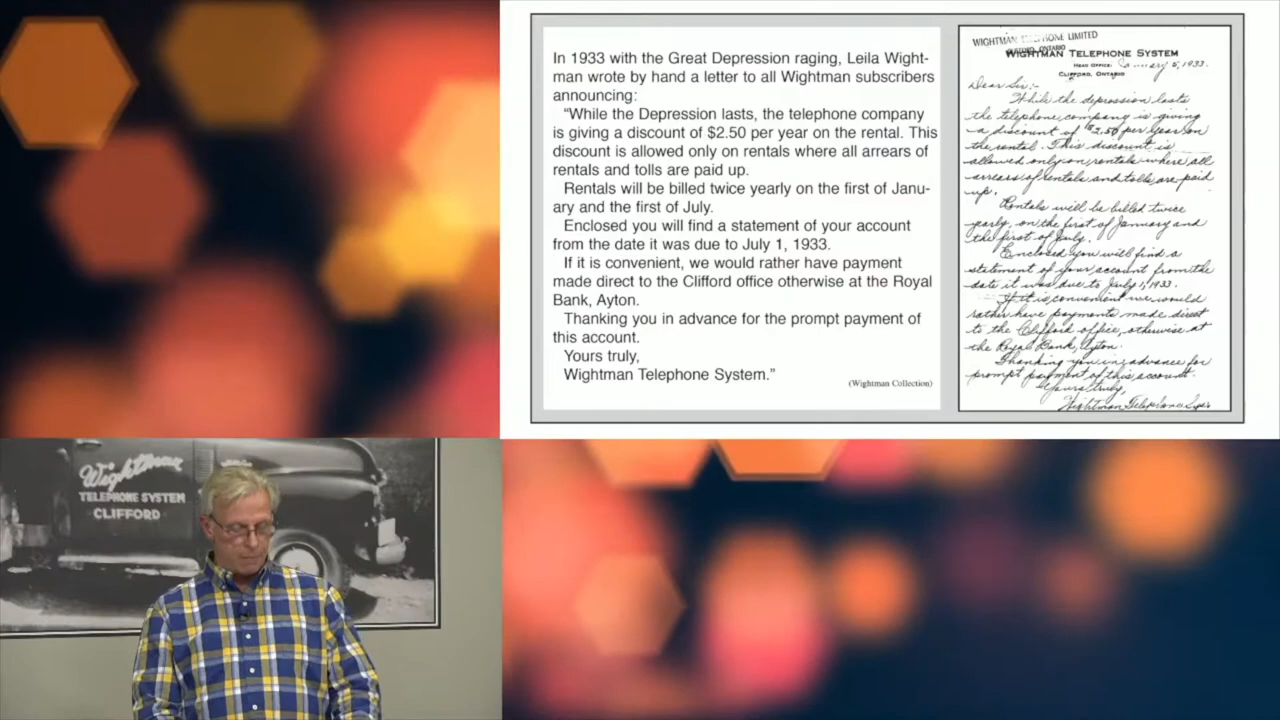 In 1933 with the Great Depression raging, Leila Wight-
man wrote by hand a letter to all Wightman subscribers
announcing:
“While the Depression lasts, the telephone company
is giving a discount of $2.50 per year on the rental. This
discount is allowed only on rentals where all arrears of
rentals and tolls are paid up.
Rentals will be billed twice yearly on the first of Janu-
ary and the first of July.
Enclosed you will find a statement of your account
from the date it was due to July 1, 1933.
If it is convenient, we would rather have payment
made direct to the Clifford office otherwise at the Royal
Bank, Ayton.
Thanking you in advance for the prompt payment of
this account.
Yours truly,
Wightman Telephone System.”
(Wightman Collection)
WIGHTMAN TELEPHONE LIMITED
CLIFFORD, ONTARIO
WIGHTMAN TELEPHONE SYSTEM
HEAD OFFICE:
CLIFFORD, ONTARIO
January 5, 1933.
Dear Sir:-
While the depression lasts
the telephone company is giving
a discount of $2.50 per year on
the rental. This discount is
allowed only on rentals where all
arrears of rentals and tolls are paid
up.
Rentals will be billed twice
yearly, on the first of January and
the first of July.
Enclosed you will find a
statement of your account from the
date it was due to July 1, 1933.
If it is convenient we would
rather have payments made direct
to the Clifford office, otherwise at
the Royal Bank, Ayton.
Thanking you in advance for
prompt payment of this account.
Yours truly,
Wightman Telephone Sys.
Wightman
TELEPHONE SYSTEM
CLIFFORD